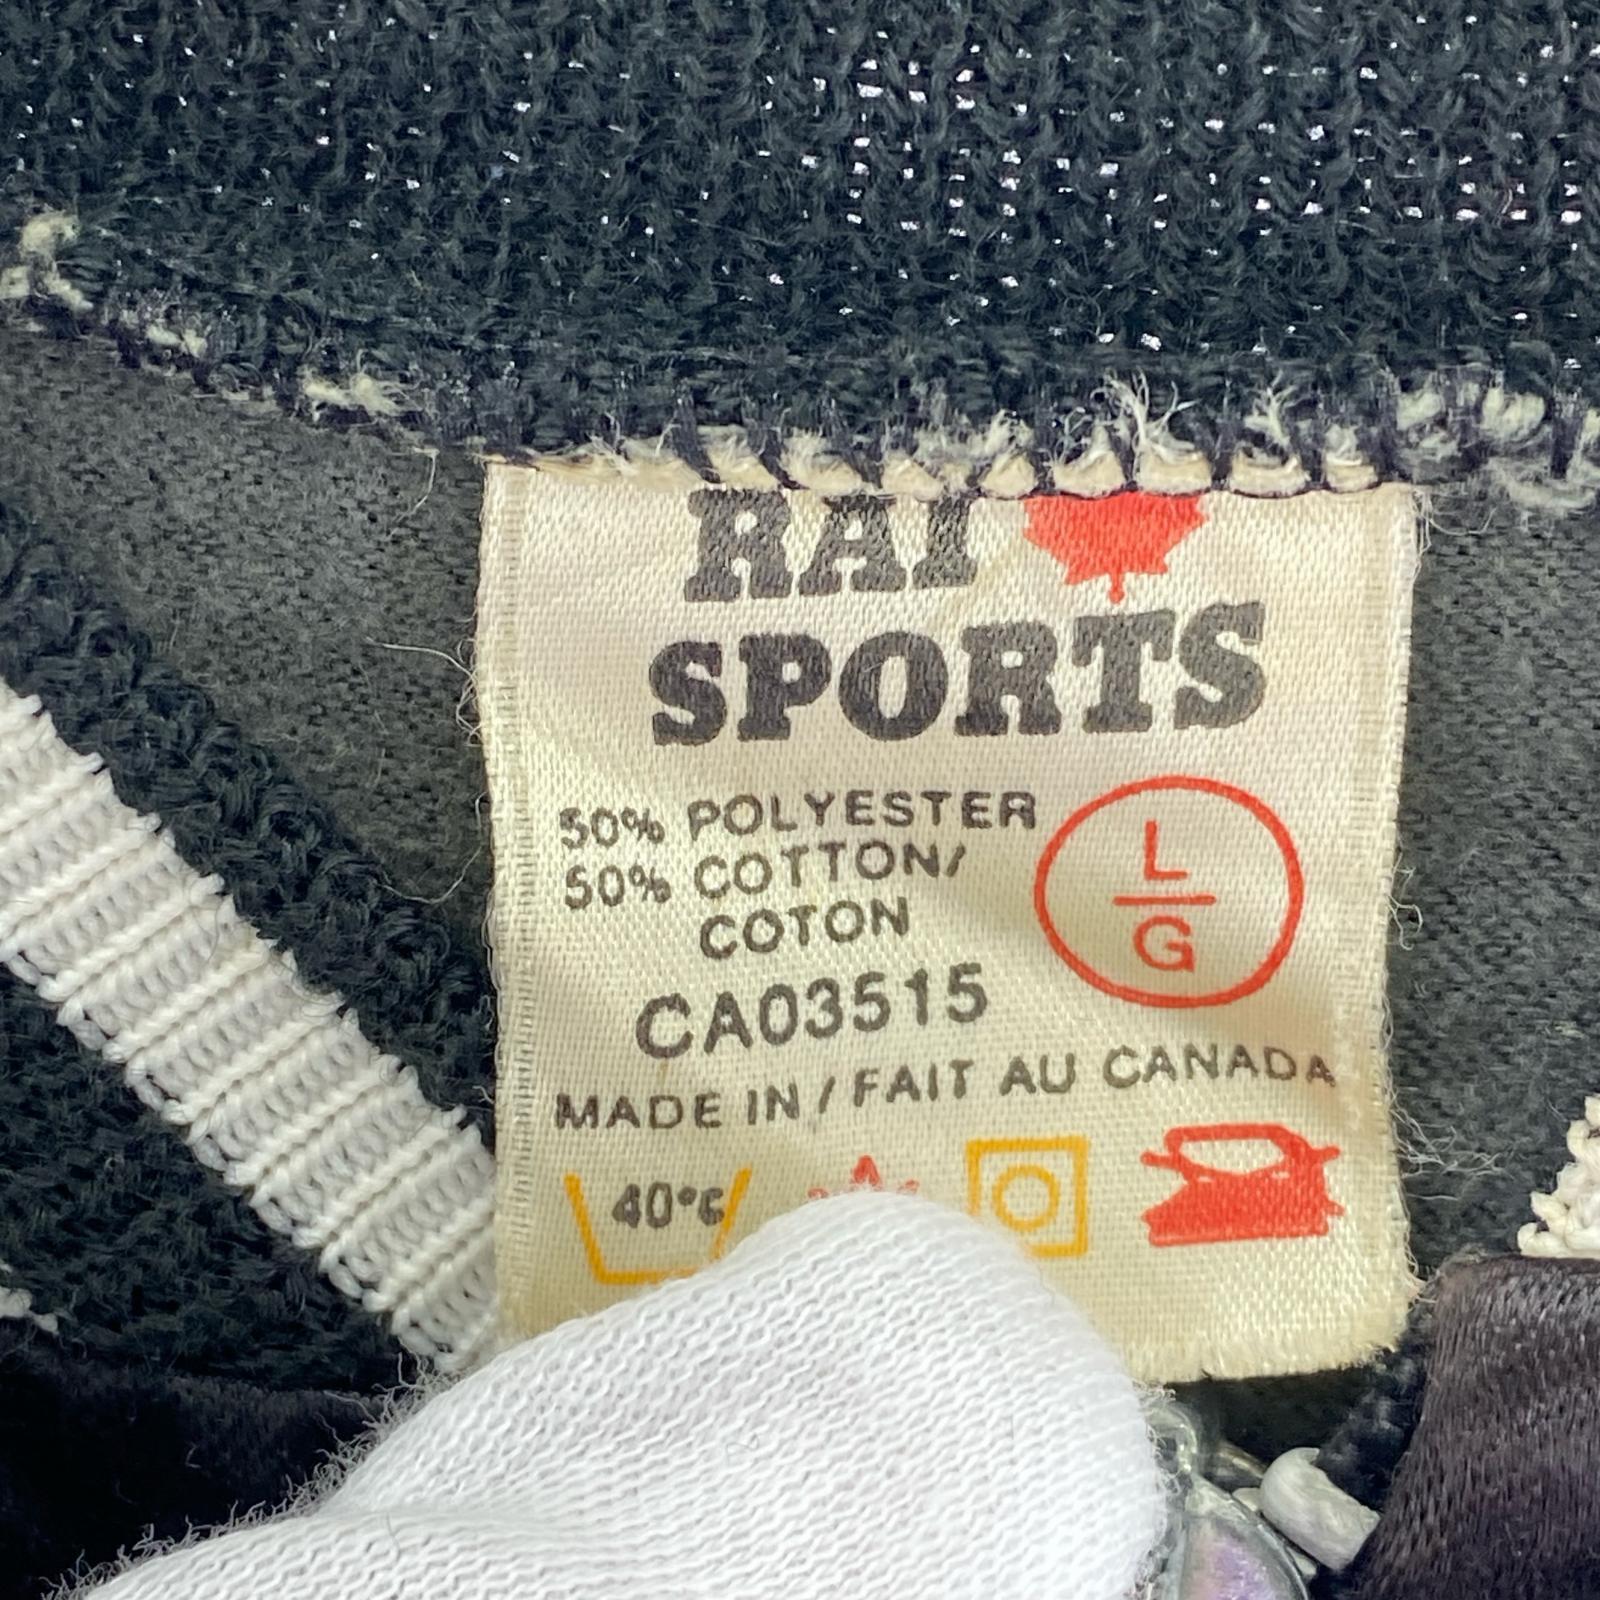 RAI
SPORTS
50% POLYESTER
50% COTTON/
COTON
L
G
CA03515
MADE IN / FAIT AU CANADA
40°C